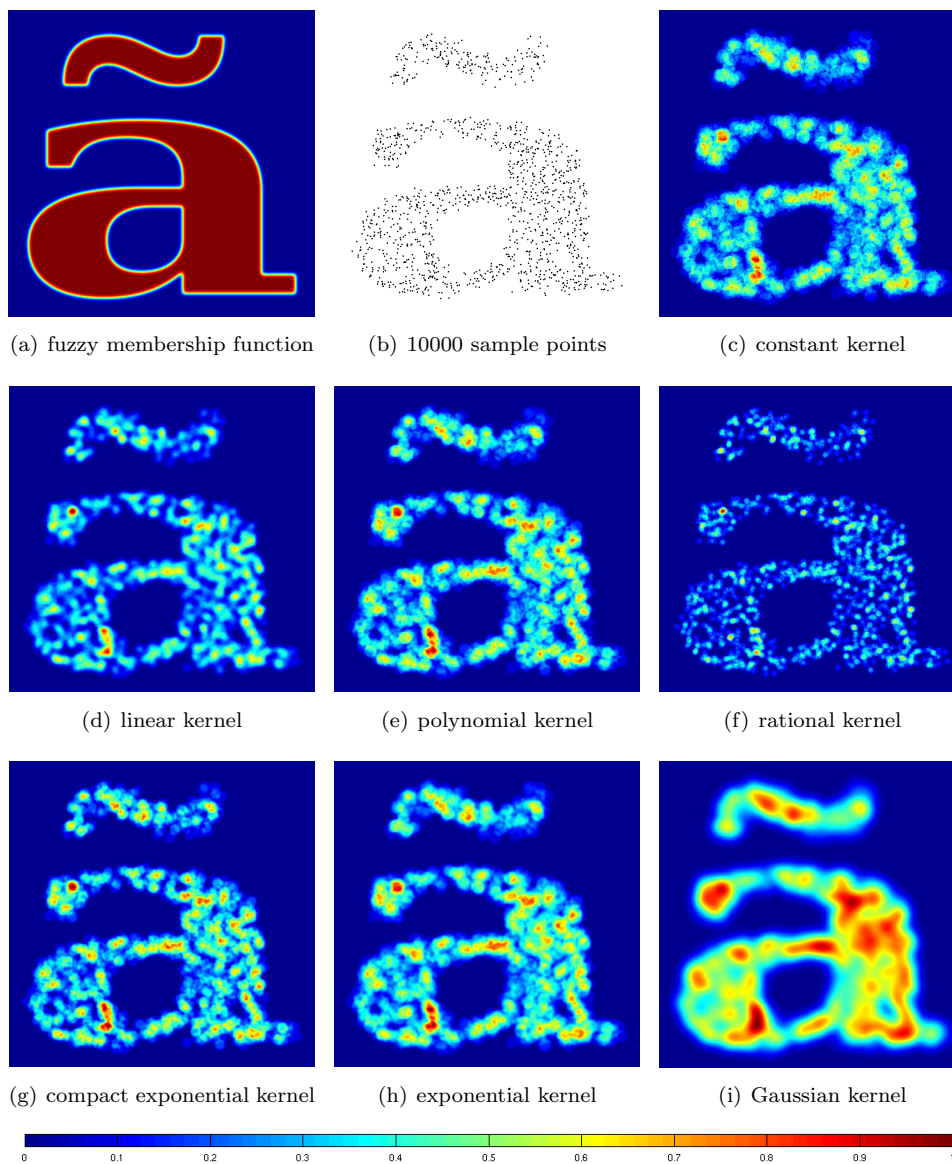 ã
(a) fuzzy membership function
(b) 10000 sample points
(c) constant kernel
(d) linear kernel
(e) polynomial kernel
(f) rational kernel
(g) compact exponential kernel
(h) exponential kernel
(i) Gaussian kernel
0 0.1 0.2 0.3 0.4 0.5 0.6 0.7 0.8 0.9